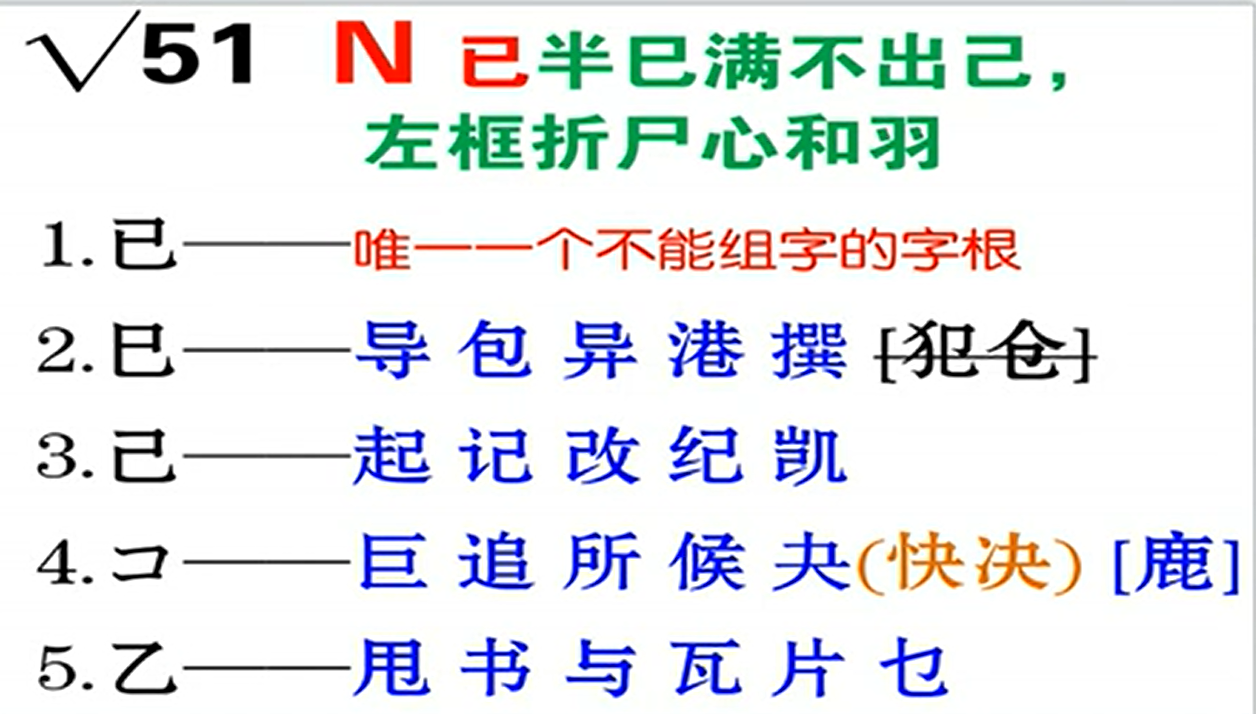 √51 N 已半巳满不出己，
左框折尸心和羽
1.已———唯一一个不能组字的字根
2.巳———导 包 异 港 撰 [犯仓]
3.己———起 记 改 纪 凯
4.コ———巨 追 所 候 夬(快决) [鹿]
5.乙———甩 书 与 瓦 片 乜